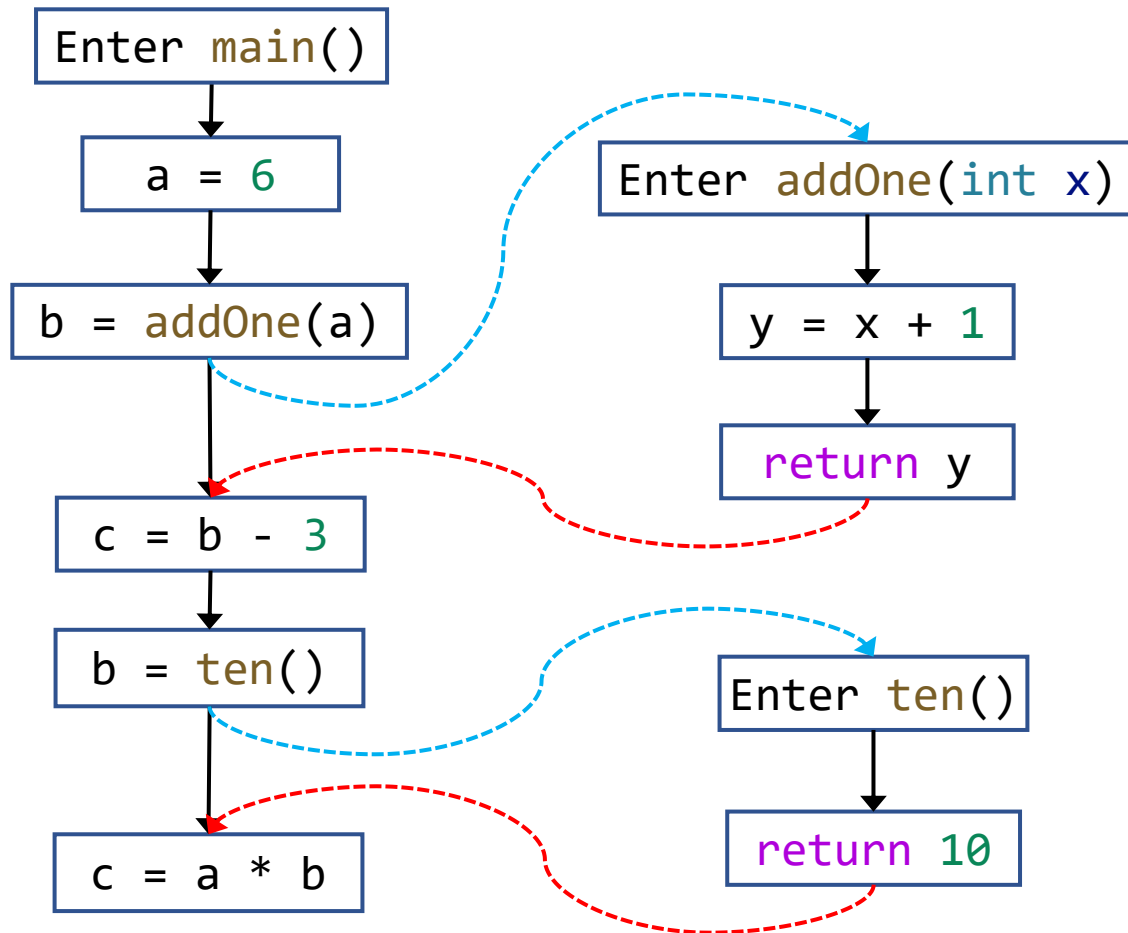 Enter main()
a = 6
b = addOne(a)
c = b - 3
b = ten()
c = a * b
Enter addOne(int x)
y = x + 1
return y
Enter ten()
return 10